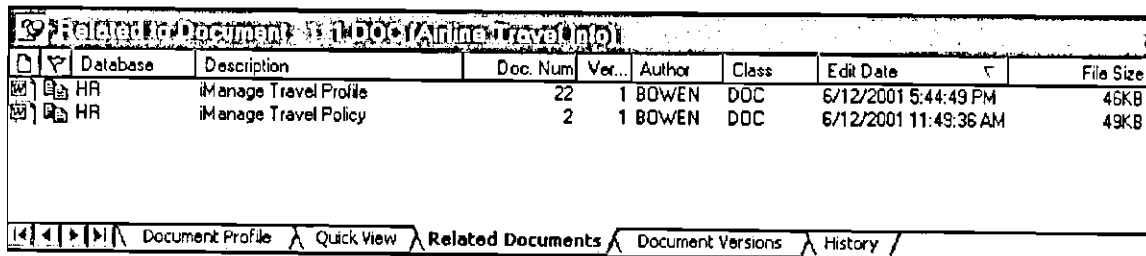 Related to Document 1 1 DOC (Airline Travel Info)
Database Description Doc. Num Ver... Author Class Edit Date File Size
HR iManage Travel Profile 22 1 BOWEN DOC 6/12/2001 5:44:49 PM 46KB
HR iManage Travel Policy 2 1 BOWEN DOC 6/12/2001 11:49:36 AM 49KB
Document Profile Quick View Related Documents Document Versions History